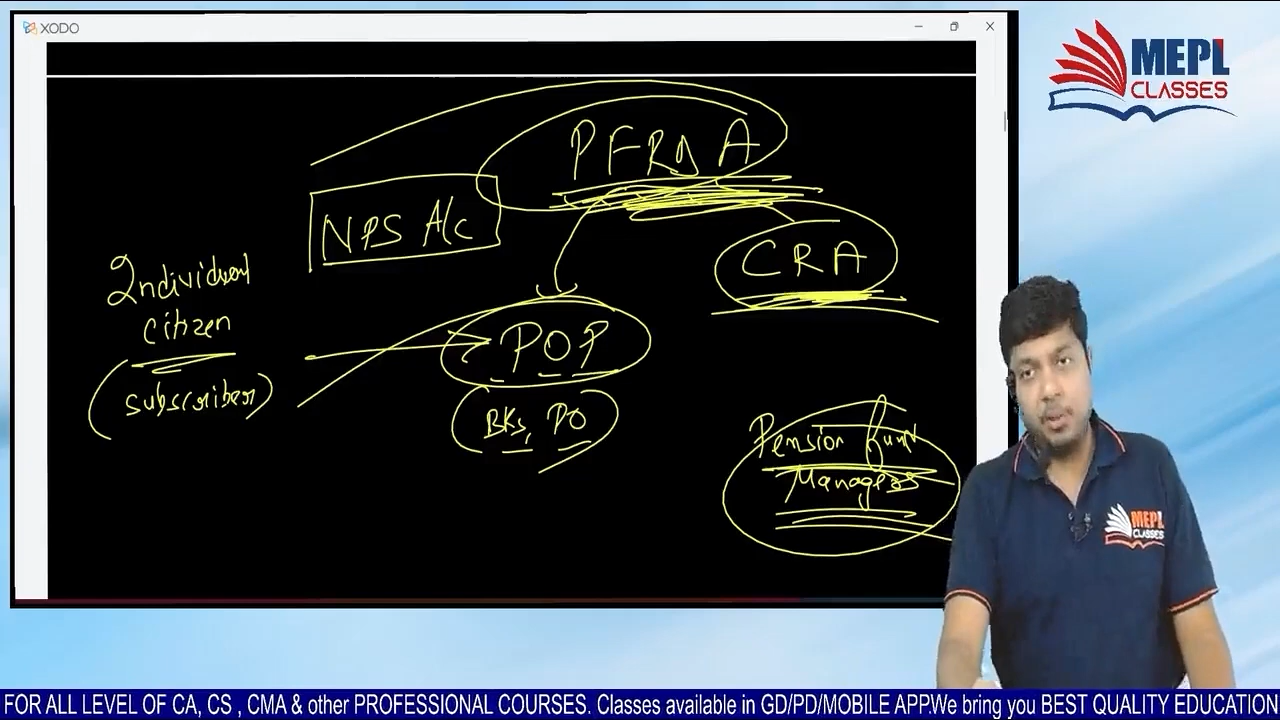 XODO
MEPL
CLASSES
PFRDA
NPS A/c
CRA
Individual
citizen
(subscriber)
POP
(BKs, PO)
Pension fund
Managers
MEPL
CLASSES
FOR ALL LEVEL OF CA, CS , CMA & other PROFESSIONAL COURSES. Classes available in GD/PD/MOBILE APP.We bring you BEST QUALITY EDUCATION